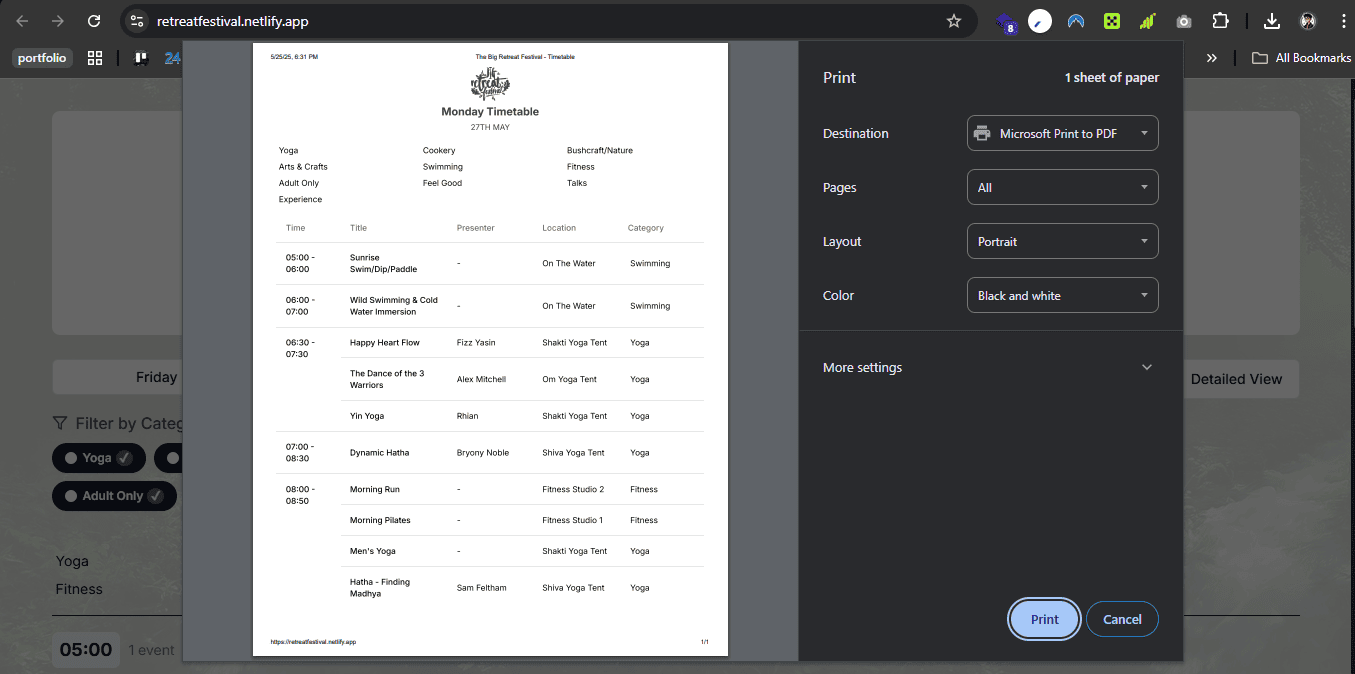 retreatfestival.netlify.app
8
portfolio
24
All Bookmarks
5/25/25, 6:31 PM
The Big Retreat Festival - Timetable
retreat
Monday Timetable
27TH MAY
Yoga
Cookery
Bushcraft/Nature
Arts & Crafts
Swimming
Fitness
Adult Only
Feel Good
Talks
Experience
Time Title Presenter Location Category
05:00 - 06:00 Sunrise Swim/Dip/Paddle - On The Water Swimming
06:00 - 07:00 Wild Swimming & Cold Water Immersion - On The Water Swimming
06:30 - 07:30 Happy Heart Flow Fizz Yasin Shakti Yoga Tent Yoga
The Dance of the 3 Warriors Alex Mitchell Om Yoga Tent Yoga
Yin Yoga Rhian Shakti Yoga Tent Yoga
07:00 - 08:30 Dynamic Hatha Bryony Noble Shiva Yoga Tent Yoga
08:00 - 08:50 Morning Run - Fitness Studio 2 Fitness
Morning Pilates - Fitness Studio 1 Fitness
Men's Yoga - Shakti Yoga Tent Yoga
Hatha - Finding Madhya Sam Feltham Shiva Yoga Tent Yoga
https://retreatfestival.netlify.app
1/1
Print
1 sheet of paper
Destination
Microsoft Print to PDF
Pages
All
Layout
Portrait
Color
Black and white
More settings
Print
Cancel
Friday
Detailed View
Filter by Categ
Yoga
Adult Only
Yoga
Fitness
05:00
1 event